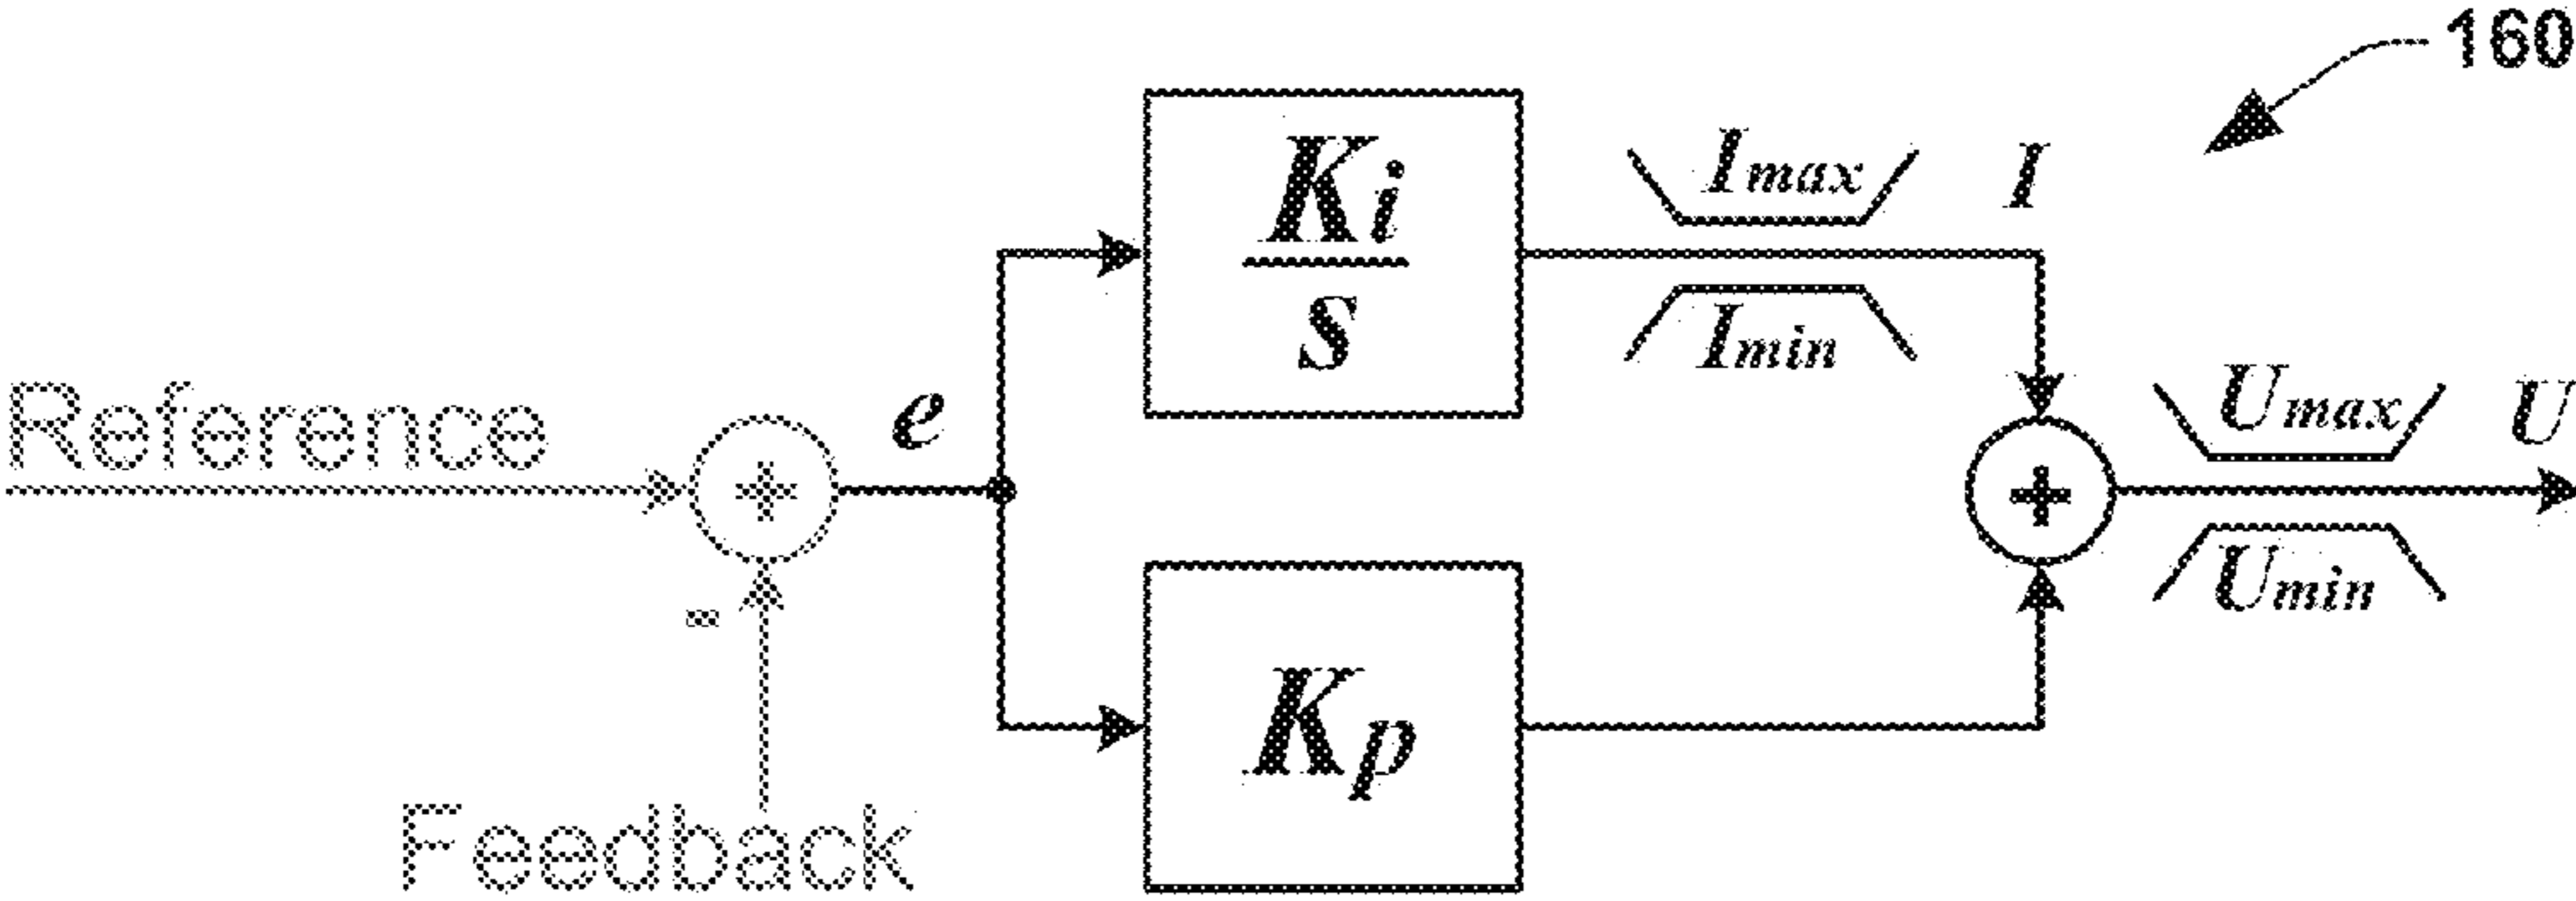 160
Ki
S
Imax
I
Imin
Reference
e
+
-
Feedback
Kp
+
Umax
U
Umin